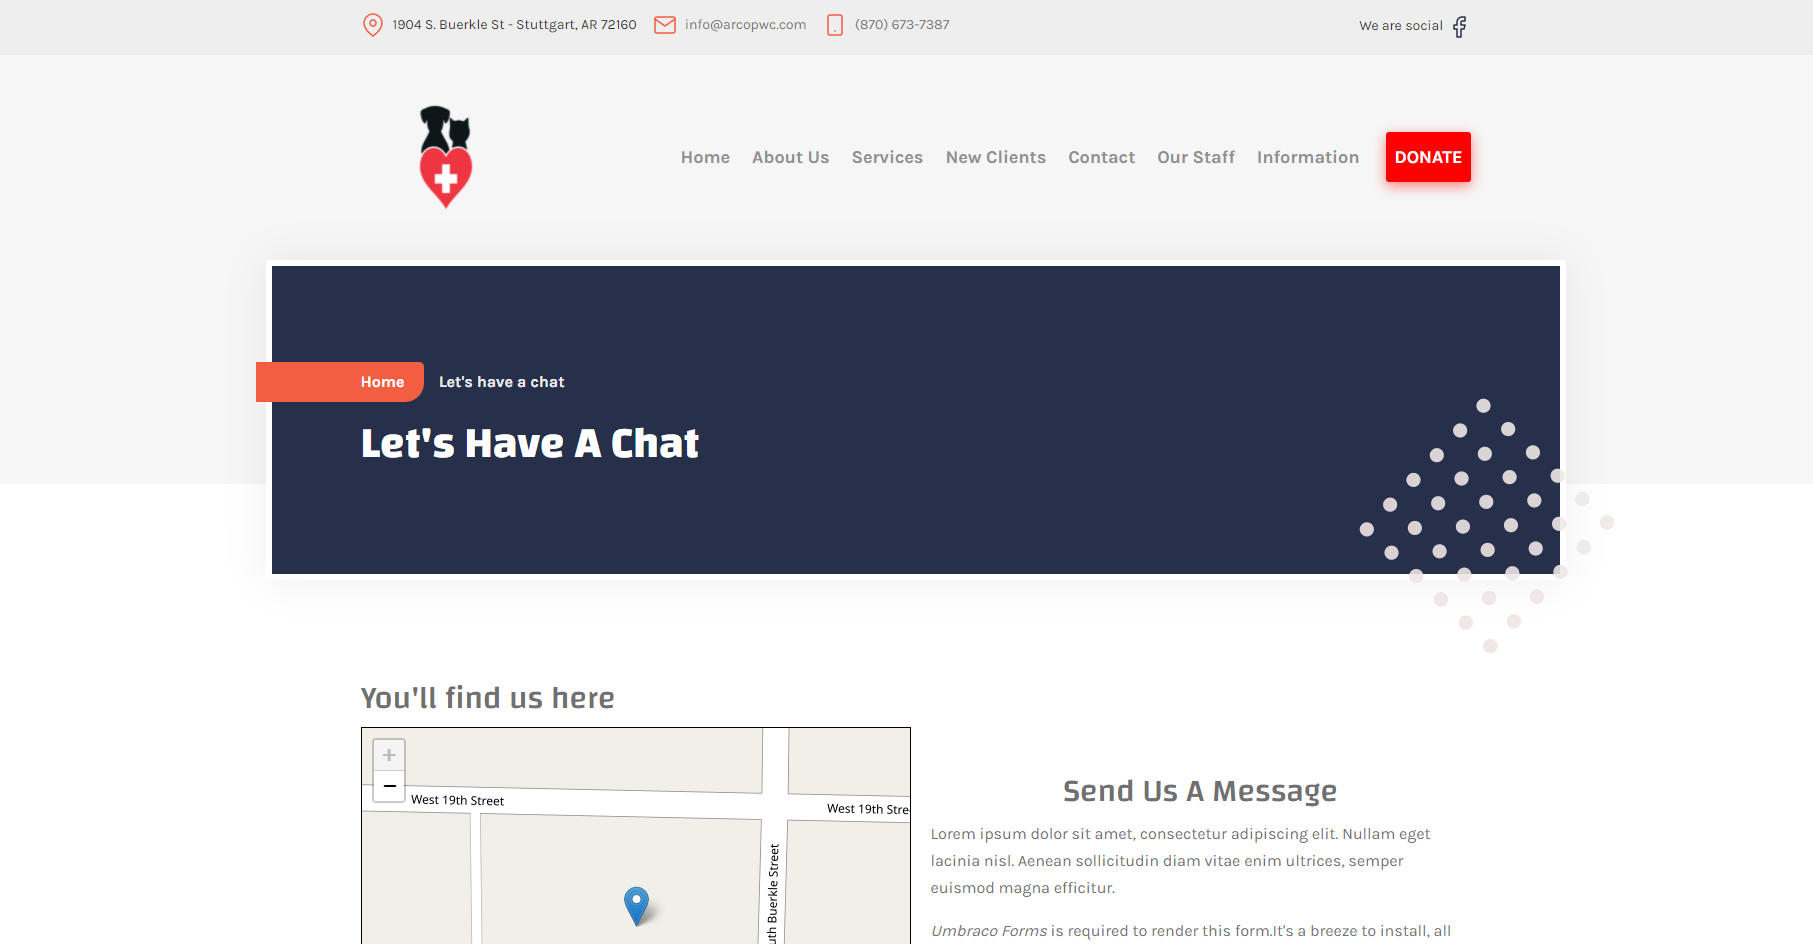 1904 S. Buerkle St - Stuttgart, AR 72160
info@arcopwc.com
(870) 673-7387
We are social
Home
About Us
Services
New Clients
Contact
Our Staff
Information
DONATE
Home
Let's have a chat
Let's Have A Chat
You'll find us here
+
−
West 19th Street
West 19th Stre
uth Buerkle Street
Send Us A Message
Lorem ipsum dolor sit amet, consectetur adipiscing elit. Nullam eget
lacinia nisl. Aenean sollicitudin diam vitae enim ultrices, semper
euismod magna efficitur.
Umbraco Forms is required to render this form.It's a breeze to install, all